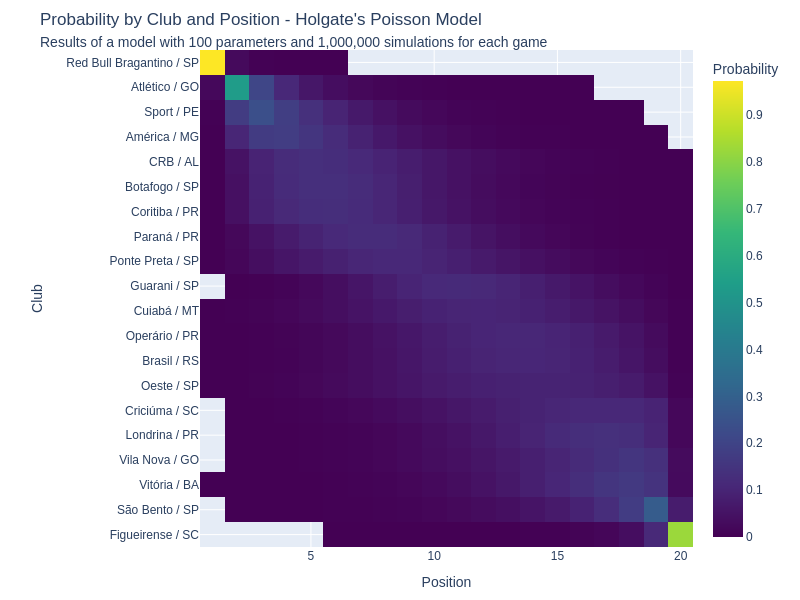 Probability by Club and Position - Holgate's Poisson Model
Results of a model with 100 parameters and 1,000,000 simulations for each game
Red Bull Bragantino / SP
Atlético / GO
Sport / PE
América / MG
CRB / AL
Botafogo / SP
Coritiba / PR
Paraná / PR
Ponte Preta / SP
Guarani / SP
Cuiabá / MT
Operário / PR
Brasil / RS
Oeste / SP
Criciúma / SC
Londrina / PR
Vila Nova / GO
Vitória / BA
São Bento / SP
Figueirense / SC
Club
5
10
15
20
Position
Probability
0.9
0.8
0.7
0.6
0.5
0.4
0.3
0.2
0.1
0